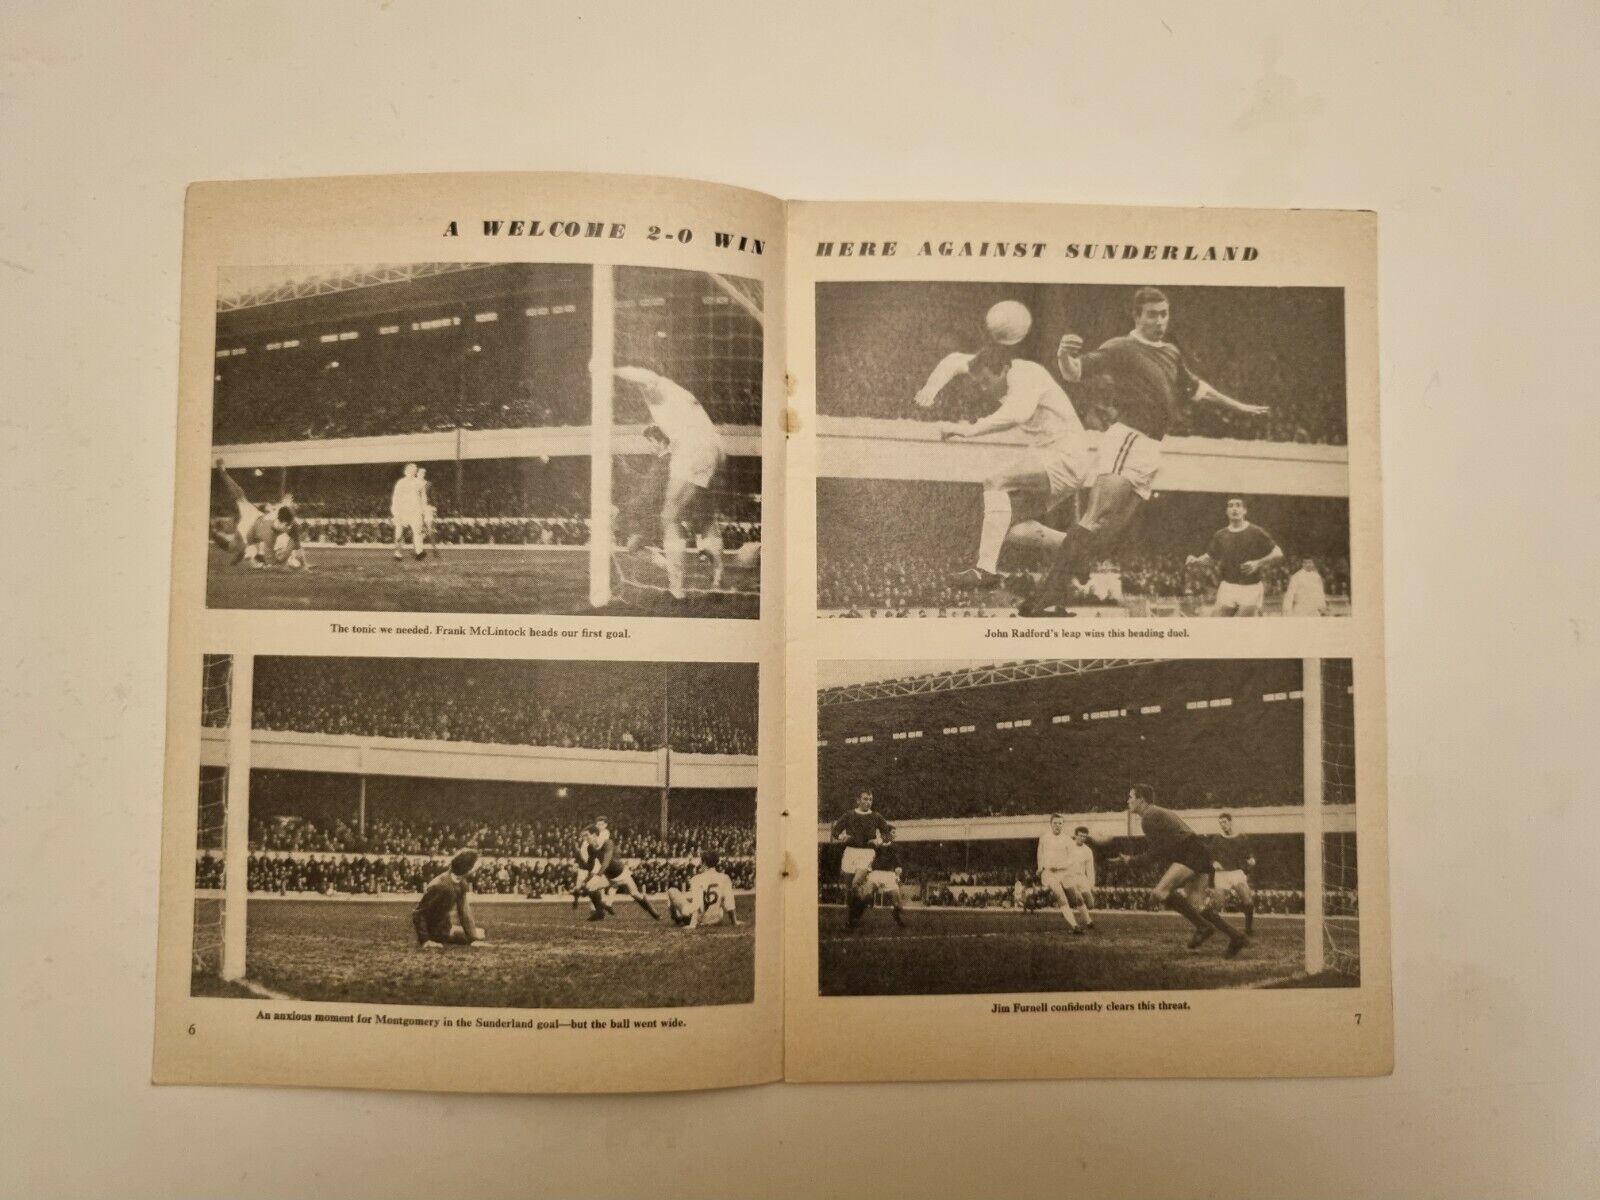 A WELCOME 2-0 WIN
The tonic we needed. Frank McLintock heads our first goal.
An anxious moment for Montgomery in the Sunderland goal—but the ball went wide.
6
HERE AGAINST SUNDERLAND
John Radford's leap wins this heading duel.
Jim Furnell confidently clears this threat.
7